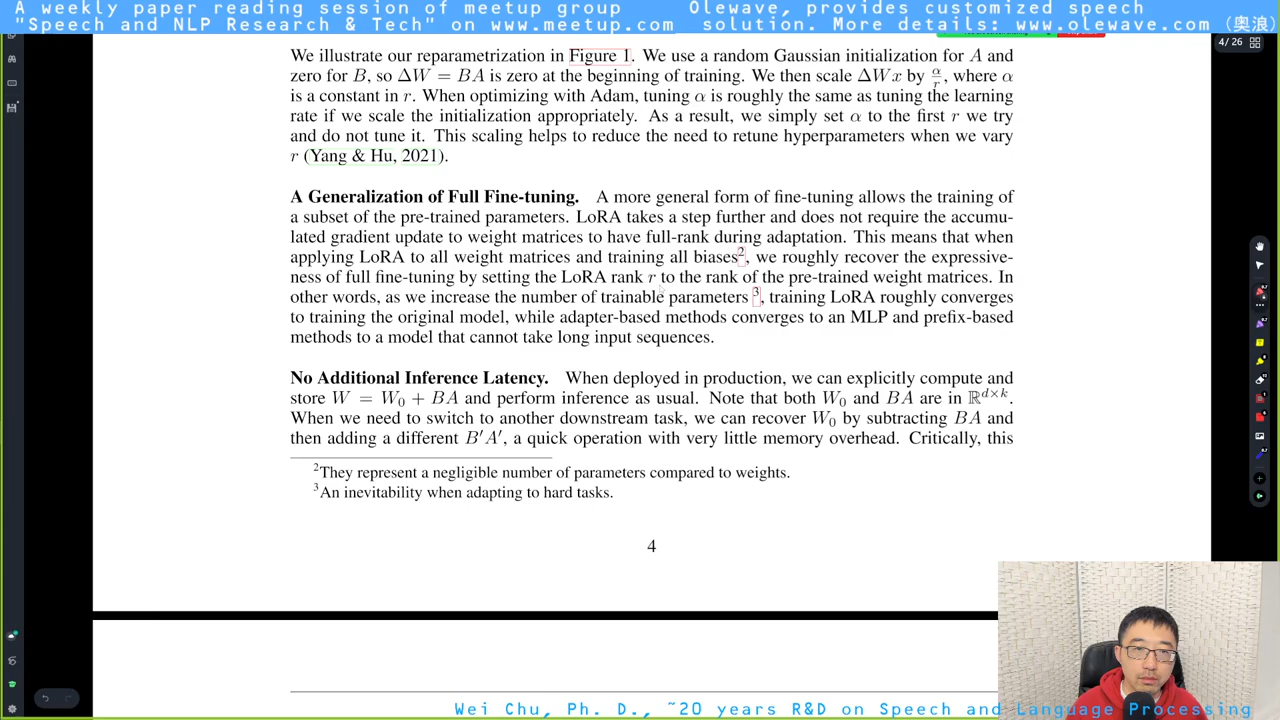 A weekly paper reading session of meetup group
"Speech and NLP Research & Tech" on www.meetup.com
Olewave, provides customized speech
solution. More details: www.olewave.com (奥浪)
4/26
We illustrate our reparametrization in Figure 1. We use a random Gaussian initialization for A and
zero for B, so ΔW = BA is zero at the beginning of training. We then scale ΔWx by α/r, where α
is a constant in r. When optimizing with Adam, tuning α is roughly the same as tuning the learning
rate if we scale the initialization appropriately. As a result, we simply set α to the first r we try
and do not tune it. This scaling helps to reduce the need to retune hyperparameters when we vary
r (Yang & Hu, 2021).
A Generalization of Full Fine-tuning. A more general form of fine-tuning allows the training of
a subset of the pre-trained parameters. LoRA takes a step further and does not require the accumu-
lated gradient update to weight matrices to have full-rank during adaptation. This means that when
applying LoRA to all weight matrices and training all biases², we roughly recover the expressive-
ness of full fine-tuning by setting the LoRA rank r to the rank of the pre-trained weight matrices. In
other words, as we increase the number of trainable parameters ³, training LoRA roughly converges
to training the original model, while adapter-based methods converges to an MLP and prefix-based
methods to a model that cannot take long input sequences.
No Additional Inference Latency. When deployed in production, we can explicitly compute and
store W = W₀ + BA and perform inference as usual. Note that both W₀ and BA are in ℝᵈˣᵏ.
When we need to switch to another downstream task, we can recover W₀ by subtracting BA and
then adding a different B′A′, a quick operation with very little memory overhead. Critically, this
²They represent a negligible number of parameters compared to weights.
³An inevitability when adapting to hard tasks.
4
Wei Chu, Ph. D., ~20 years R&D on Speech and Language Processing